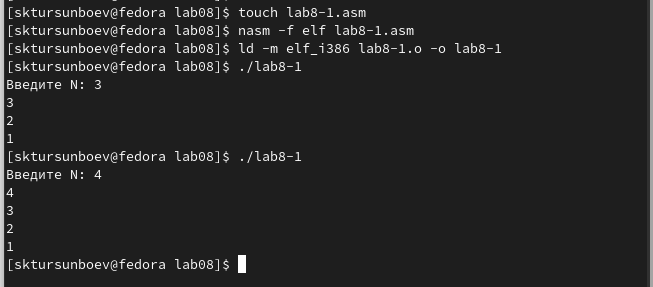 [sktursunboev@fedora lab08]$ touch lab8-1.asm
[sktursunboev@fedora lab08]$ nasm -f elf lab8-1.asm
[sktursunboev@fedora lab08]$ ld -m elf_i386 lab8-1.o -o lab8-1
[sktursunboev@fedora lab08]$ ./lab8-1
Введите N: 3
3
2
1
[sktursunboev@fedora lab08]$ ./lab8-1
Введите N: 4
4
3
2
1
[sktursunboev@fedora lab08]$